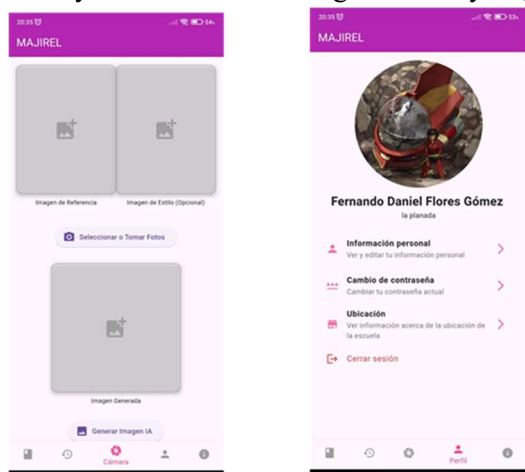 20:35 54%
MAJIREL
Imagen de Referencia
Imagen de Estilo (Opcional)
Seleccionar o Tomar Fotos
Imagen Generada
Generar Imagen IA
Cámara
20:35 53%
MAJIREL
Fernando Daniel Flores Gómez
la planada
Información personal
Ver y editar tu información personal
Cambio de contraseña
Cambiar tu contraseña actual
Ubicación
Ver información acerca de la ubicación de
la escuela
Cerrar sesión
Perfil